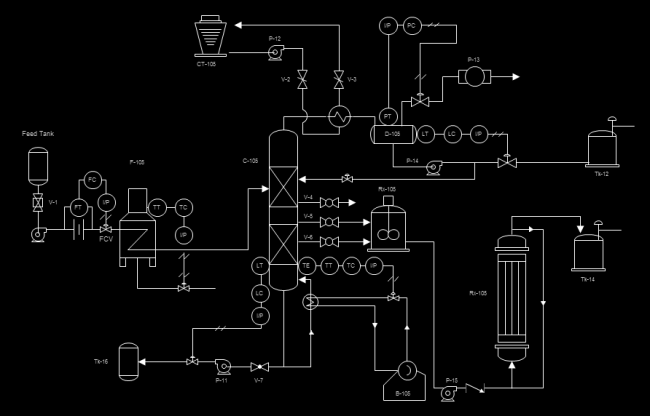 I/P PC
P-12
CT-105
V-2 V-3
P-13
PT
D-105 LT LC I/P
Feed Tank
F-105
C-105
P-14
Tk-12
FC
V-1
FT I/P
TT TC
FCV
I/P
V-4
V-5
V-6
Rx-105
LT
TE TT TC I/P
LC
I/P
Rx-105
Tk-14
Tk-16
P-11 V-7
B-105
P-15